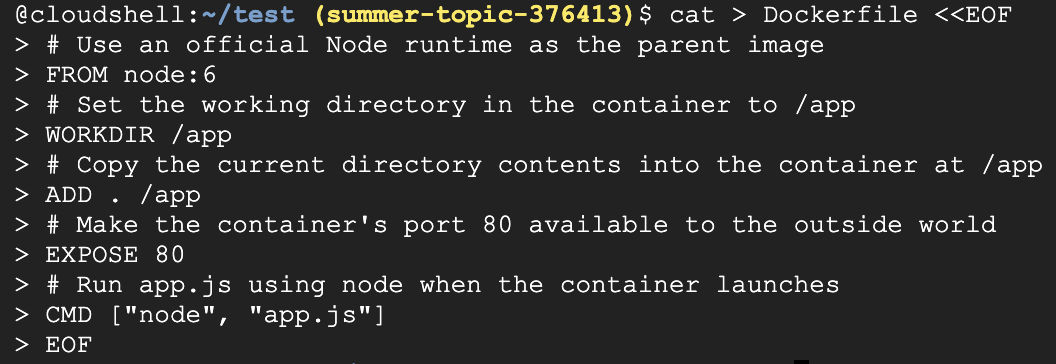 @cloudshell:~/test (summer-topic-376413)$ cat > Dockerfile <<EOF
> # Use an official Node runtime as the parent image
> FROM node:6
> # Set the working directory in the container to /app
> WORKDIR /app
> # Copy the current directory contents into the container at /app
> ADD . /app
> # Make the container's port 80 available to the outside world
> EXPOSE 80
> # Run app.js using node when the container launches
> CMD ["node", "app.js"]
> EOF